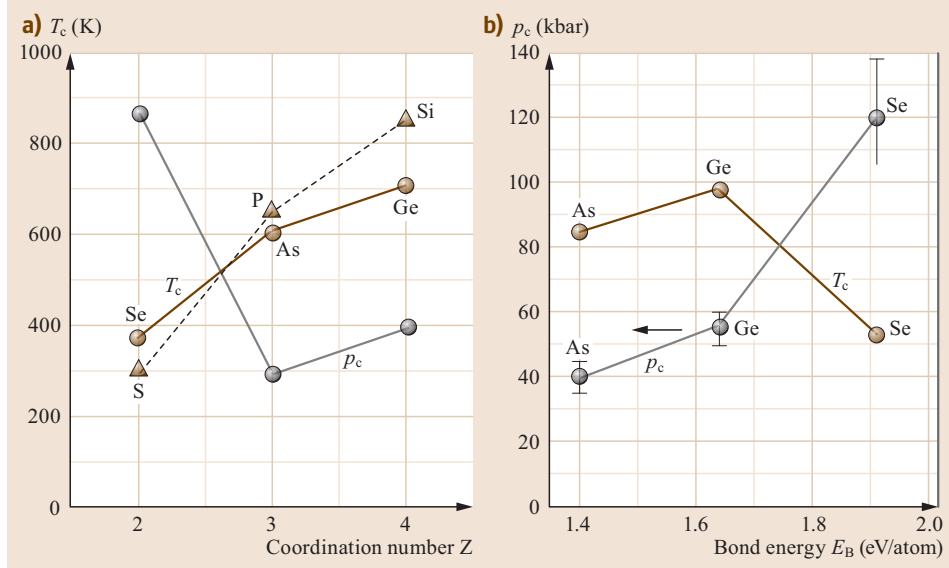 a) Tc (K)
1000
800
600
400
200
0
2
3
4
Coordination number Z
Se
S
Tc
P
As
Si
Ge
pc
b) pc (kbar)
140
120
100
80
60
40
20
0
1.4
1.6
1.8
2.0
Bond energy EB (eV/atom)
As
Ge
Se
Tc
Se
As
pc
Ge